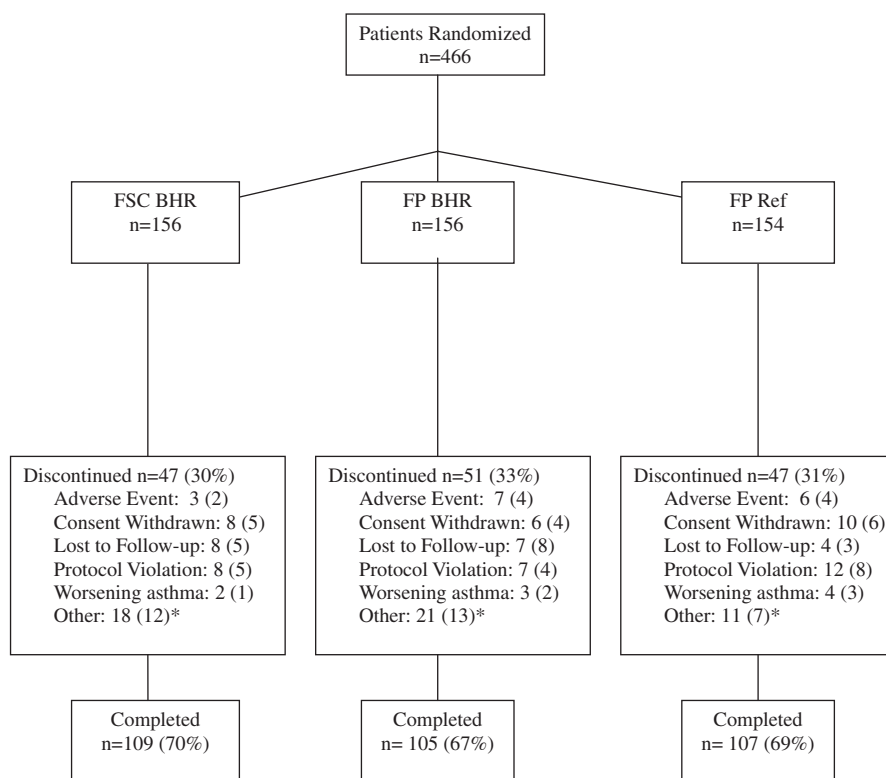 Patients Randomized
n=466
FSC BHR
n=156
FP BHR
n=156
FP Ref
n=154
Discontinued n=47 (30%)
Adverse Event: 3 (2)
Consent Withdrawn: 8 (5)
Lost to Follow-up: 8 (5)
Protocol Violation: 8 (5)
Worsening asthma: 2 (1)
Other: 18 (12)*
Discontinued n=51 (33%)
Adverse Event: 7 (4)
Consent Withdrawn: 6 (4)
Lost to Follow-up: 7 (8)
Protocol Violation: 7 (4)
Worsening asthma: 3 (2)
Other: 21 (13)*
Discontinued n=47 (31%)
Adverse Event: 6 (4)
Consent Withdrawn: 10 (6)
Lost to Follow-up: 4 (3)
Protocol Violation: 12 (8)
Worsening asthma: 4 (3)
Other: 11 (7)*
Completed
n=109 (70%)
Completed
n= 105 (67%)
Completed
n= 107 (69%)